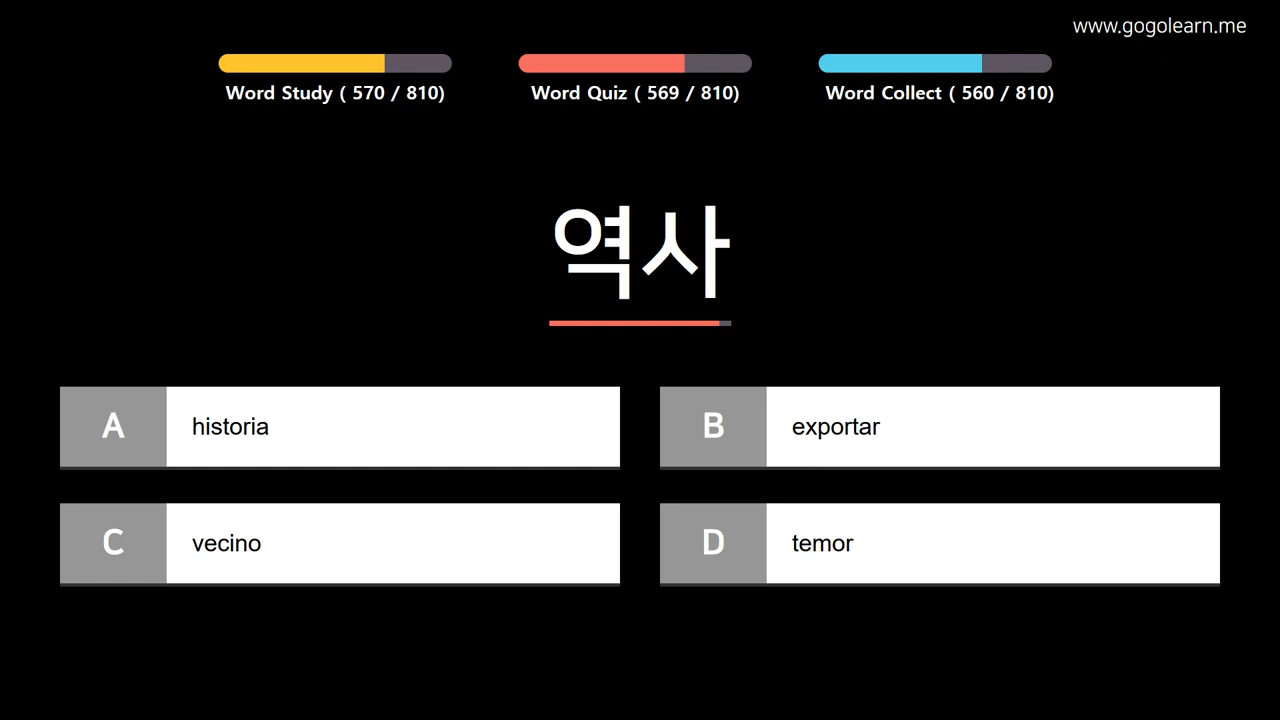 www.gogolearn.me
Word Study ( 570 / 810)
Word Quiz ( 569 / 810)
Word Collect ( 560 / 810)
역사
A historia
B exportar
C vecino
D temor